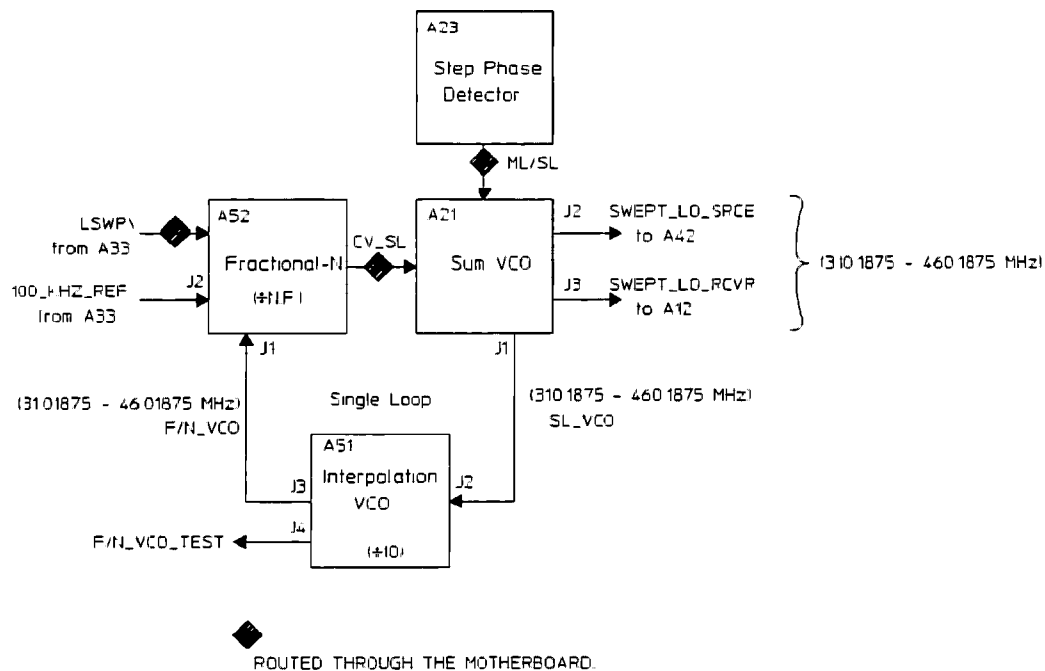 A23
Step Phase
Detector
ML/SL
LSWP\
from A33
100_KHZ_REF
from A33
J2
A52
Fractional-N
(÷N.F)
J1
CV_SL
A21
Sum VCO
J1
J2
SWEPT_LO_SRCE
to A42
J3
SWEPT_LO_RCVR
to A12
(310.1875 - 460.1875 MHz)
(31.01875 - 46.01875 MHz)
F/N_VCO
Single Loop
(310.1875 - 460.1875 MHz)
SL_VCO
A51
Interpolation
VCO
(÷10)
J3
J2
J4
F/N_VCO_TEST
ROUTED THROUGH THE MOTHERBOARD.